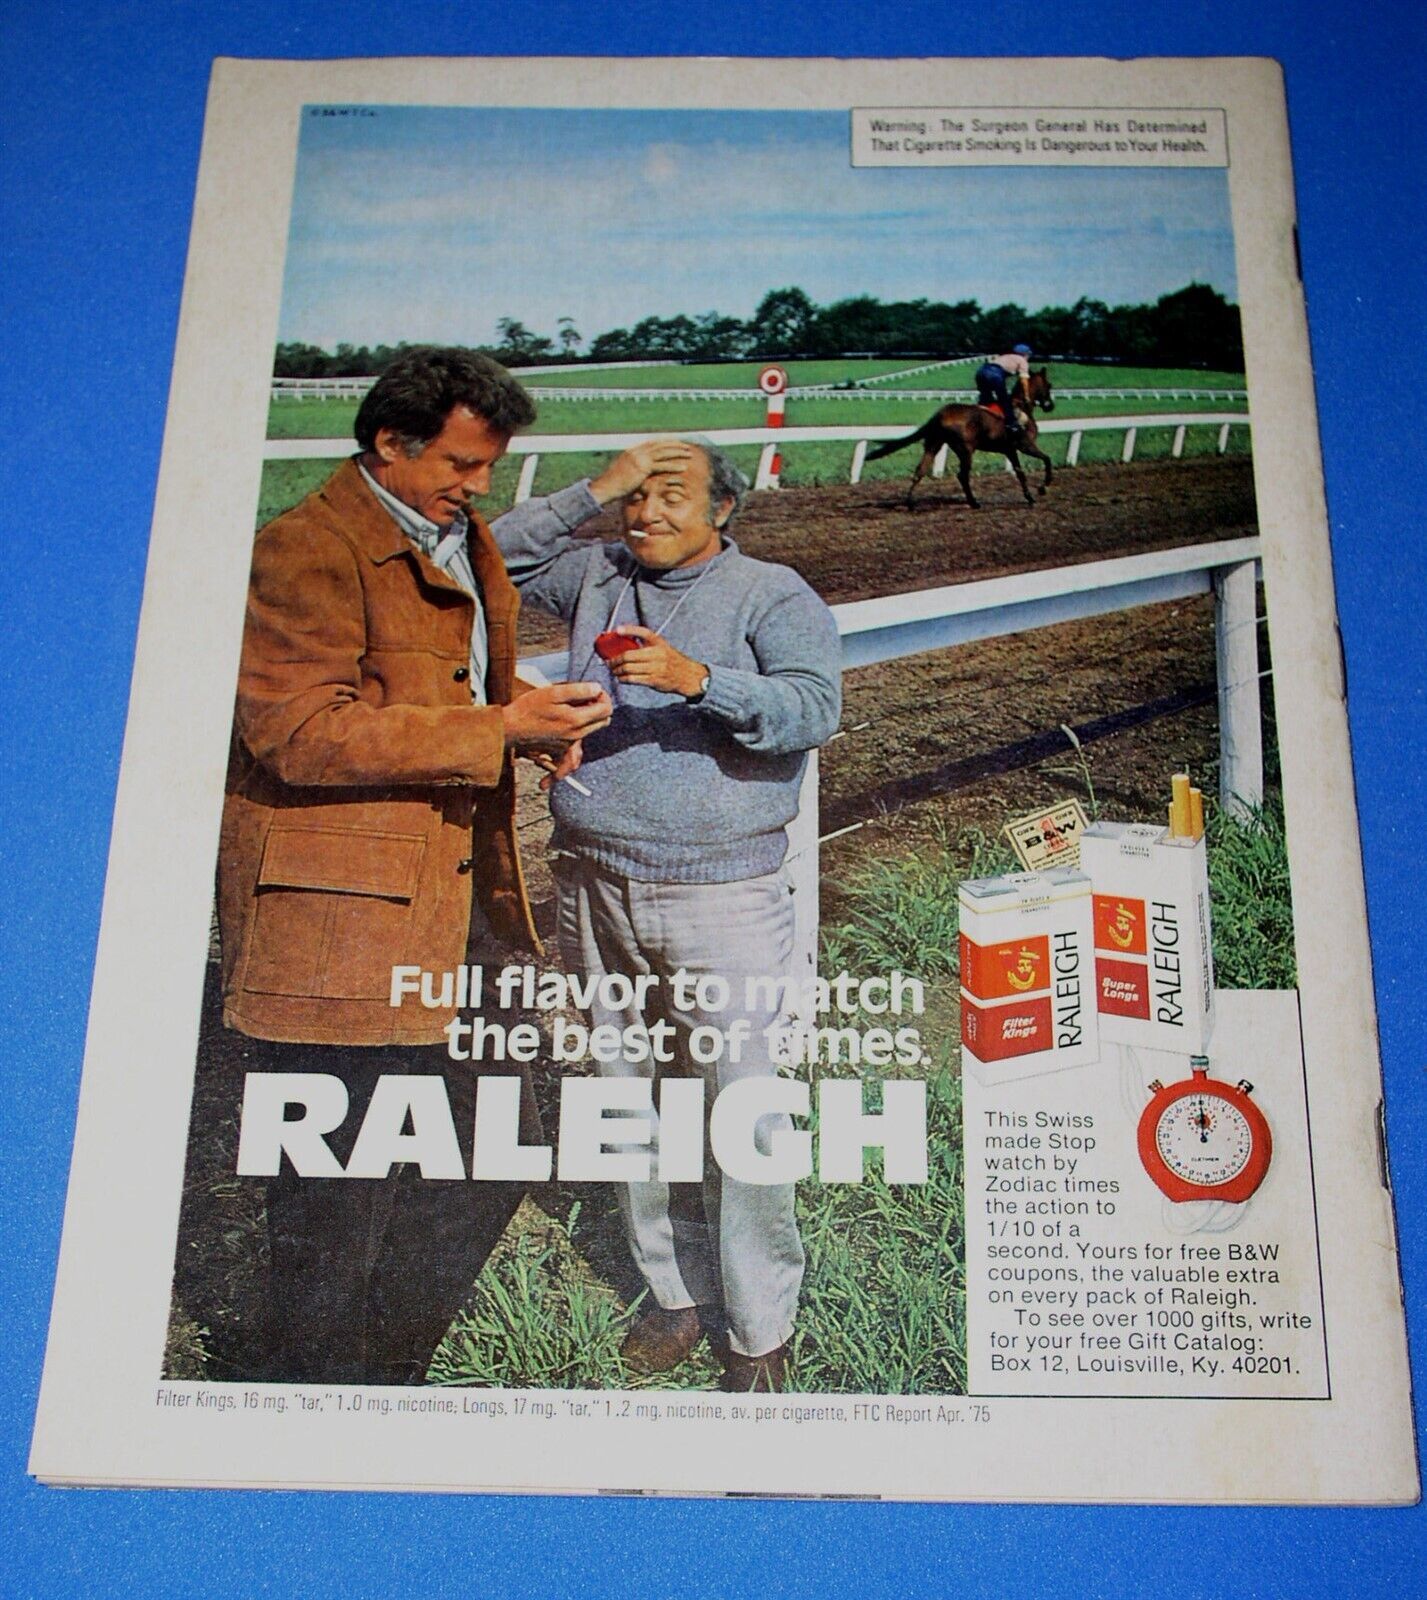 © B&W T Co.
Warning: The Surgeon General Has Determined
That Cigarette Smoking Is Dangerous to Your Health.
B&W
RALEIGH
Filter
Kings
RALEIGH
Super
Longs
Full flavor to match
the best of times.
RALEIGH
This Swiss
made Stop
watch by
Zodiac times
the action to
1/10 of a
second. Yours for free B&W
coupons, the valuable extra
on every pack of Raleigh.
To see over 1000 gifts, write
for your free Gift Catalog:
Box 12, Louisville, Ky. 40201.
Filter Kings, 16 mg. "tar," 1.0 mg. nicotine; Longs, 17 mg. "tar," 1.2 mg. nicotine, av. per cigarette, FTC Report Apr. '75